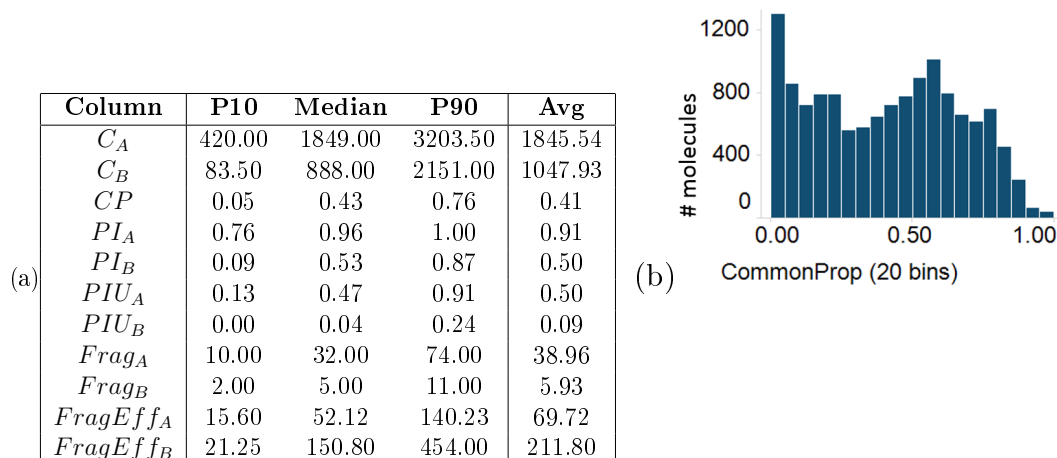 (a)
Column P10 Median P90 Avg
C_A 420.00 1849.00 3203.50 1845.54
C_B 83.50 888.00 2151.00 1047.93
CP 0.05 0.43 0.76 0.41
PI_A 0.76 0.96 1.00 0.91
PI_B 0.09 0.53 0.87 0.50
PIU_A 0.13 0.47 0.91 0.50
PIU_B 0.00 0.04 0.24 0.09
Frag_A 10.00 32.00 74.00 38.96
Frag_B 2.00 5.00 11.00 5.93
FragEff_A 15.60 52.12 140.23 69.72
FragEff_B 21.25 150.80 454.00 211.80
(b)
# molecules
1200
800
400
0
0.00 0.50 1.00
CommonProp (20 bins)